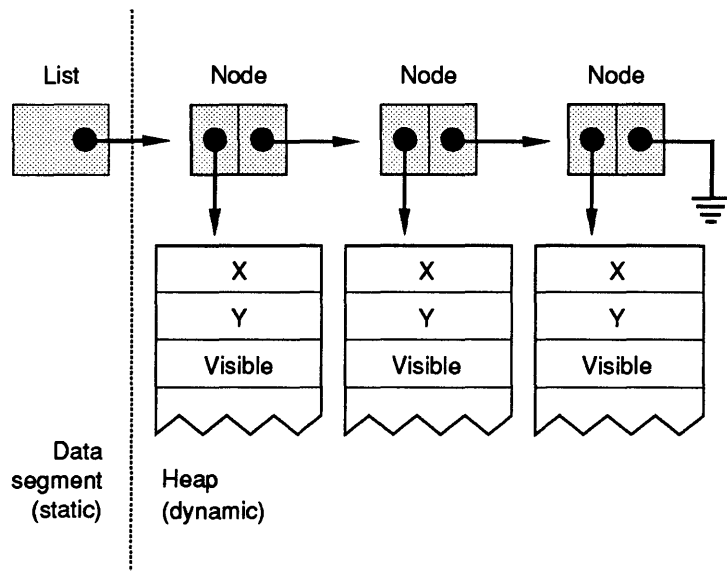 List
Node
Node
Node
X
X
X
Y
Y
Y
Visible
Visible
Visible
Data
segment
(static)
Heap
(dynamic)